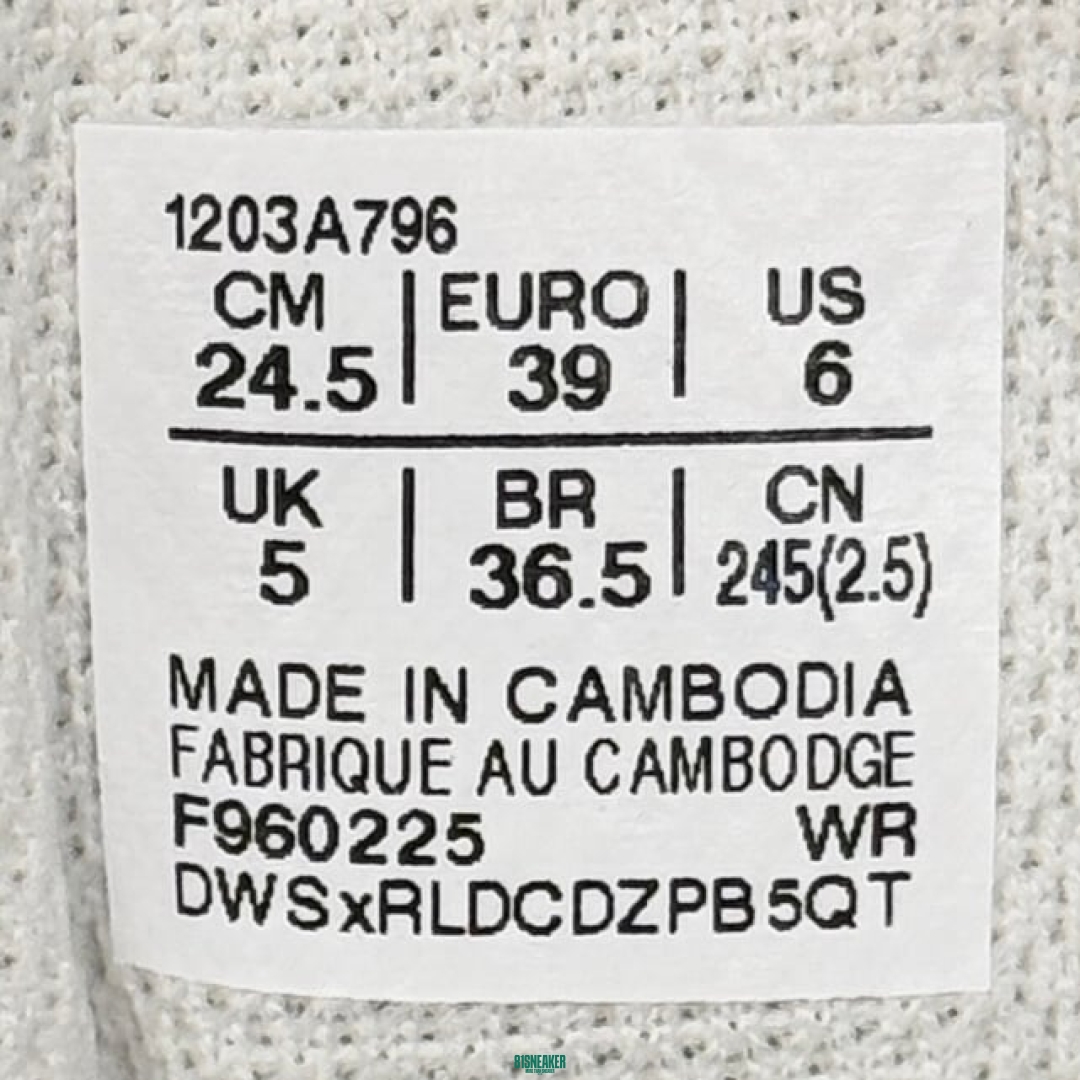 1203A796
CM | EURO | US
24.5 | 39 | 6
UK | BR | CN
5 | 36.5 | 245(2.5)
MADE IN CAMBODIA
FABRIQUE AU CAMBODGE
F960225 WR
DWSxRLDCDZPB5QT
81SNEAKER